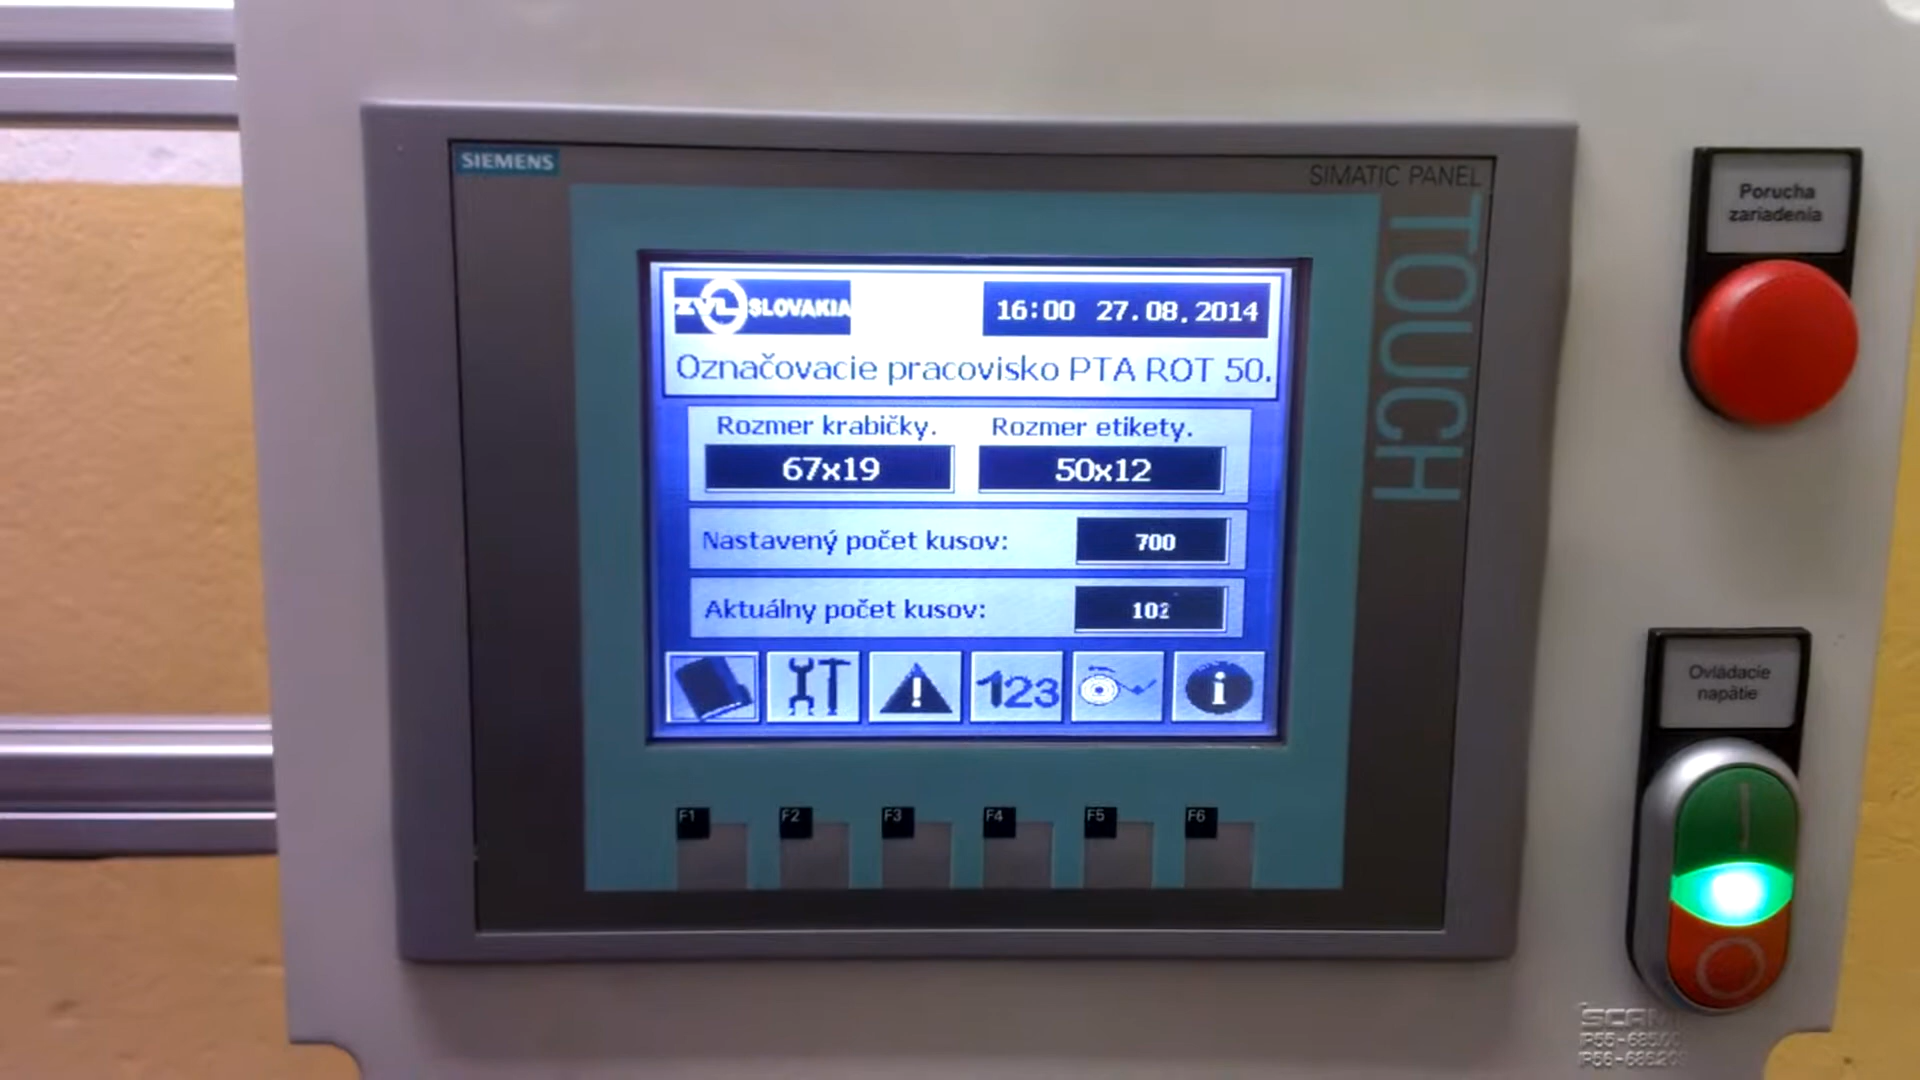 SIEMENS
SIMATIC PANEL
TOUCH
ZVL SLOVAKIA
16:00 27.08.2014
Označovacie pracovisko PTA ROT 50.
Rozmer krabičky. Rozmer etikety.
67x19 50x12
Nastavený počet kusov: 700
Aktuálny počet kusov: 102
123
i
F1 F2 F3 F4 F5 F6
Porucha
zariadenia
Ovládacie
napätie